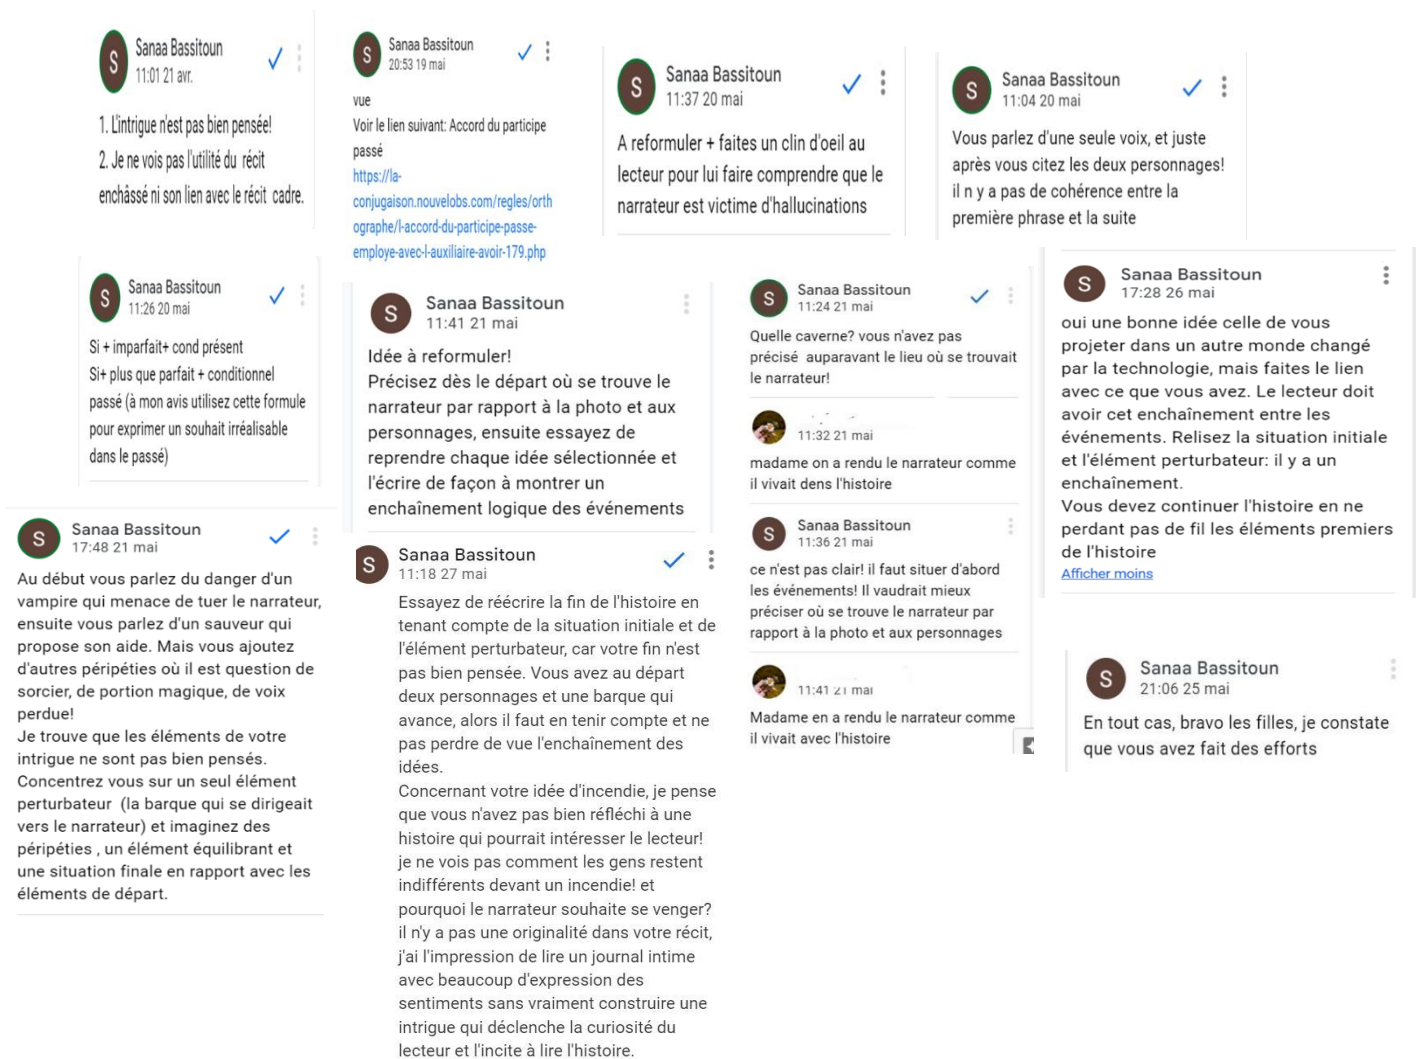 Sanaa Bassitoun
11:01 21 avr.
1. L'intrigue n'est pas bien pensée!
2. Je ne vois pas l'utilité du récit
enchâssé ni son lien avec le récit cadre.
Sanaa Bassitoun
20:53 19 mai
vue
Voir le lien suivant: Accord du participe
passé
https://la-
conjugaison.nouvelobs.com/regles/orth
ographe/l-accord-du-participe-passe-
employe-avec-l-auxiliaire-avoir-179.php
Sanaa Bassitoun
11:37 20 mai
A reformuler + faites un clin d'oeil au
lecteur pour lui faire comprendre que le
narrateur est victime d'hallucinations
Sanaa Bassitoun
11:04 20 mai
Vous parlez d'une seule voix, et juste
après vous citez les deux personnages!
il n y a pas de cohérence entre la
première phrase et la suite
Sanaa Bassitoun
11:26 20 mai
Si + imparfait+ cond présent
Si+ plus que parfait + conditionnel
passé (à mon avis utilisez cette formule
pour exprimer un souhait irréalisable
dans le passé)
Sanaa Bassitoun
11:41 21 mai
Idée à reformuler!
Précisez dès le départ où se trouve le
narrateur par rapport à la photo et aux
personnages, ensuite essayez de
reprendre chaque idée sélectionnée et
l'écrire de façon à montrer un
enchaînement logique des événements
Sanaa Bassitoun
11:24 21 mai
Quelle caverne? vous n'avez pas
précisé auparavant le lieu où se trouvait
le narrateur!
11:32 21 mai
madame on a rendu le narrateur comme
il vivait dens l'histoire
Sanaa Bassitoun
11:36 21 mai
ce n'est pas clair! il faut situer d'abord
les événements! Il vaudrait mieux
préciser où se trouve le narrateur par
rapport à la photo et aux personnages
11:41 21 mai
Madame en a rendu le narrateur comme
il vivait avec l'histoire
Sanaa Bassitoun
17:28 26 mai
oui une bonne idée celle de vous
projeter dans un autre monde changé
par la technologie, mais faites le lien
avec ce que vous avez. Le lecteur doit
avoir cet enchaînement entre les
événements. Relisez la situation initiale
et l'élément perturbateur: il y a un
enchaînement.
Vous devez continuer l'histoire en ne
perdant pas de fil les éléments premiers
de l'histoire
Afficher moins
Sanaa Bassitoun
17:48 21 mai
Au début vous parlez du danger d'un
vampire qui menace de tuer le narrateur,
ensuite vous parlez d'un sauveur qui
propose son aide. Mais vous ajoutez
d'autres péripéties où il est question de
sorcier, de portion magique, de voix
perdue!
Je trouve que les éléments de votre
intrigue ne sont pas bien pensés.
Concentrez vous sur un seul élément
perturbateur (la barque qui se dirigeait
vers le narrateur) et imaginez des
péripéties , un élément équilibrant et
une situation finale en rapport avec les
éléments de départ.
Sanaa Bassitoun
11:18 27 mai
Essayez de réécrire la fin de l'histoire en
tenant compte de la situation initiale et de
l'élément perturbateur, car votre fin n'est
pas bien pensée. Vous avez au départ
deux personnages et une barque qui
avance, alors il faut en tenir compte et ne
pas perdre de vue l'enchaînement des
idées.
Concernant votre idée d'incendie, je pense
que vous n'avez pas bien réfléchi à une
histoire qui pourrait intéresser le lecteur!
je ne vois pas comment les gens restent
indifférents devant un incendie! et
pourquoi le narrateur souhaite se venger?
il n'y a pas une originalité dans votre récit,
j'ai l'impression de lire un journal intime
avec beaucoup d'expression des
sentiments sans vraiment construire une
intrigue qui déclenche la curiosité du
lecteur et l'incite à lire l'histoire.
Sanaa Bassitoun
21:06 25 mai
En tout cas, bravo les filles, je constate
que vous avez fait des efforts